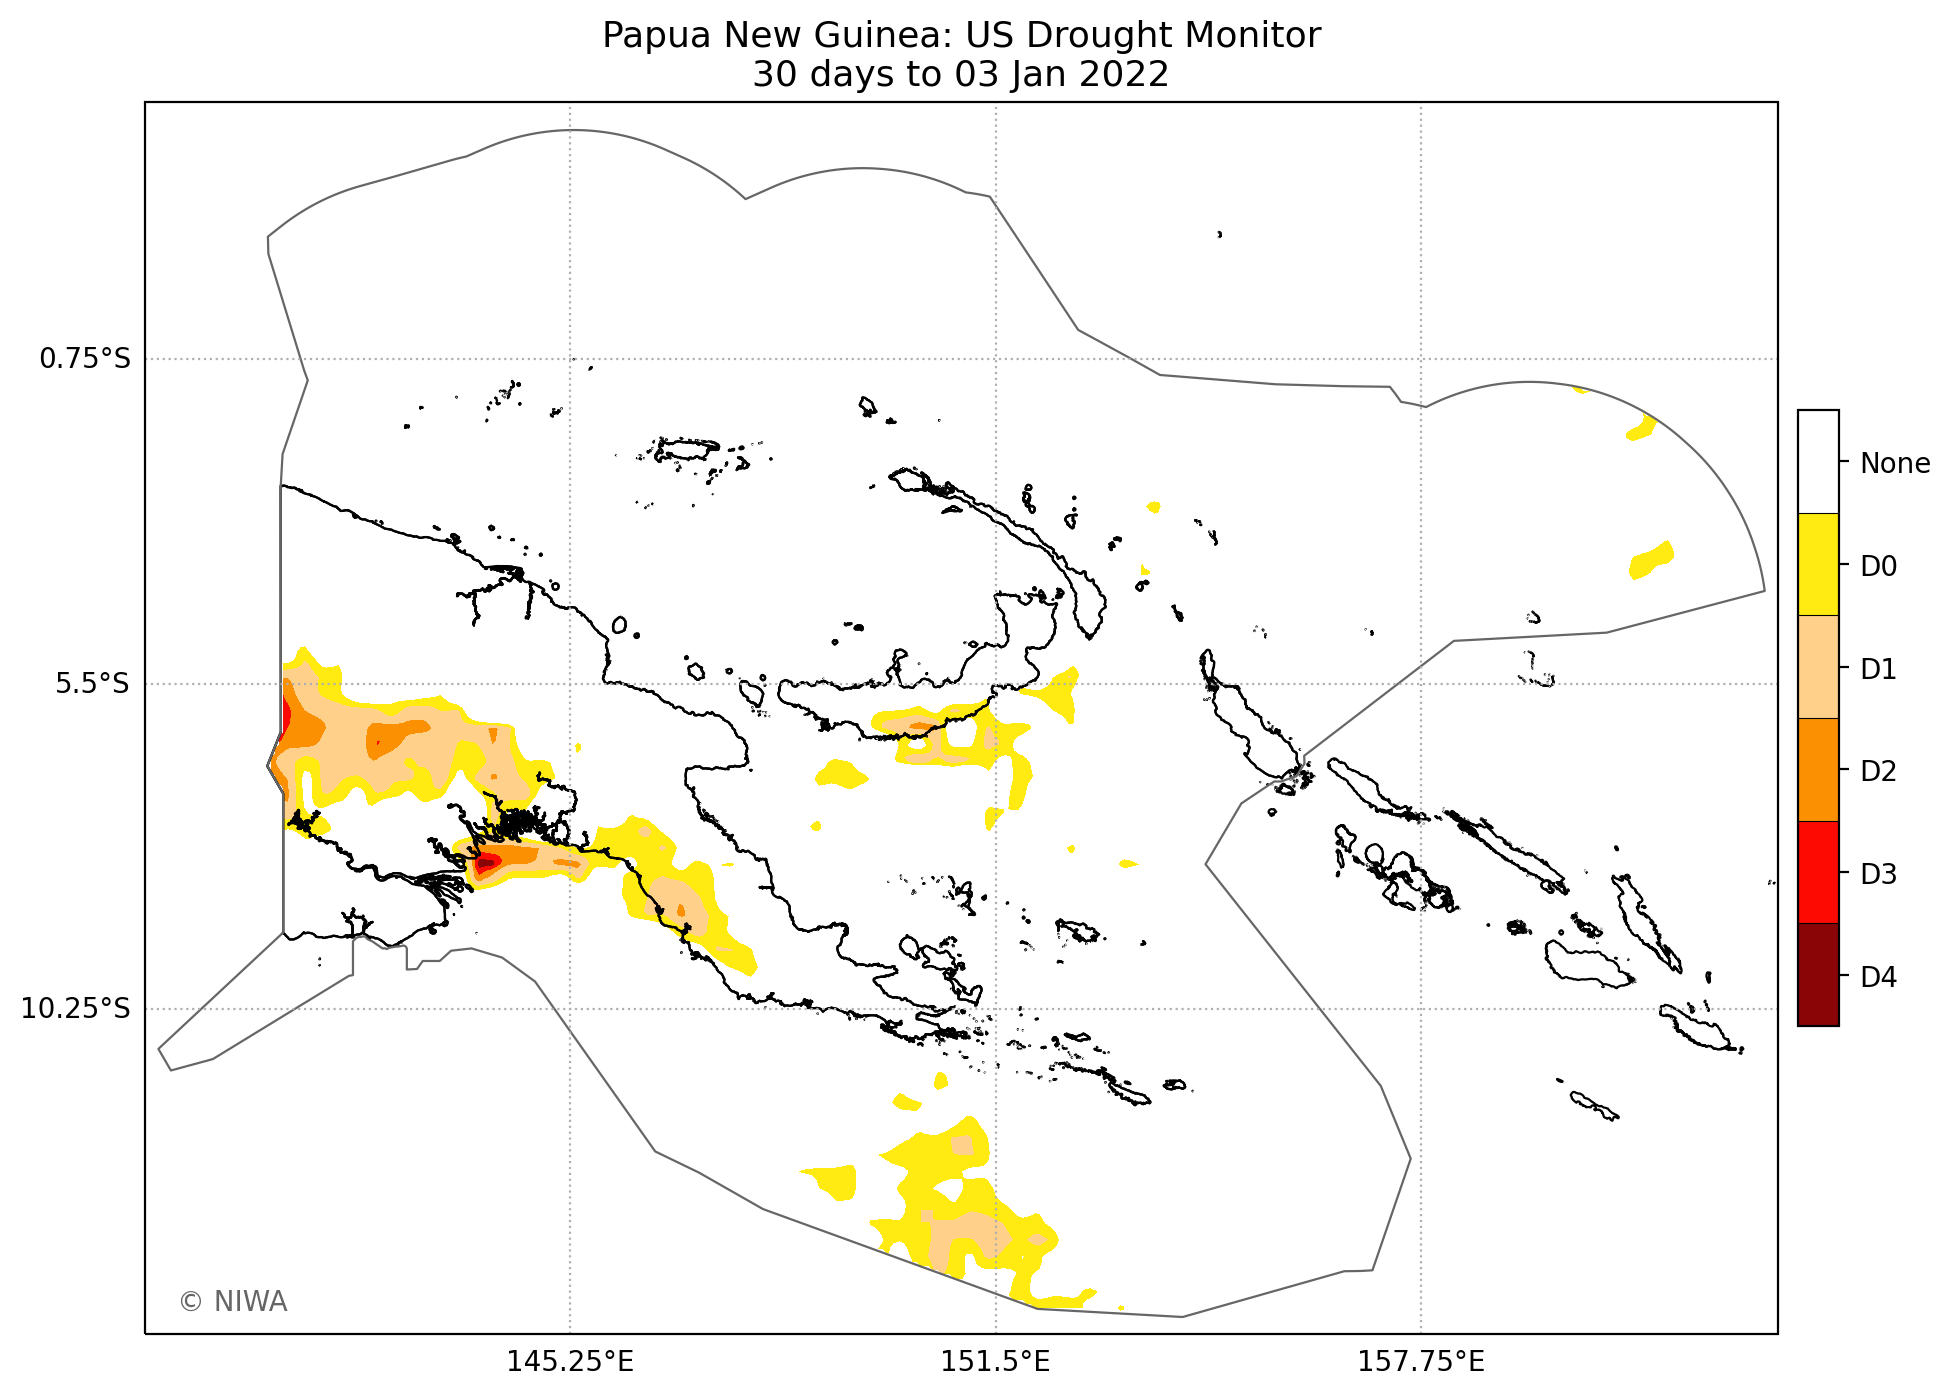 Papua New Guinea: US Drought Monitor
30 days to 03 Jan 2022
0.75°S
5.5°S
10.25°S
145.25°E
151.5°E
157.75°E
None
D0
D1
D2
D3
D4
© NIWA